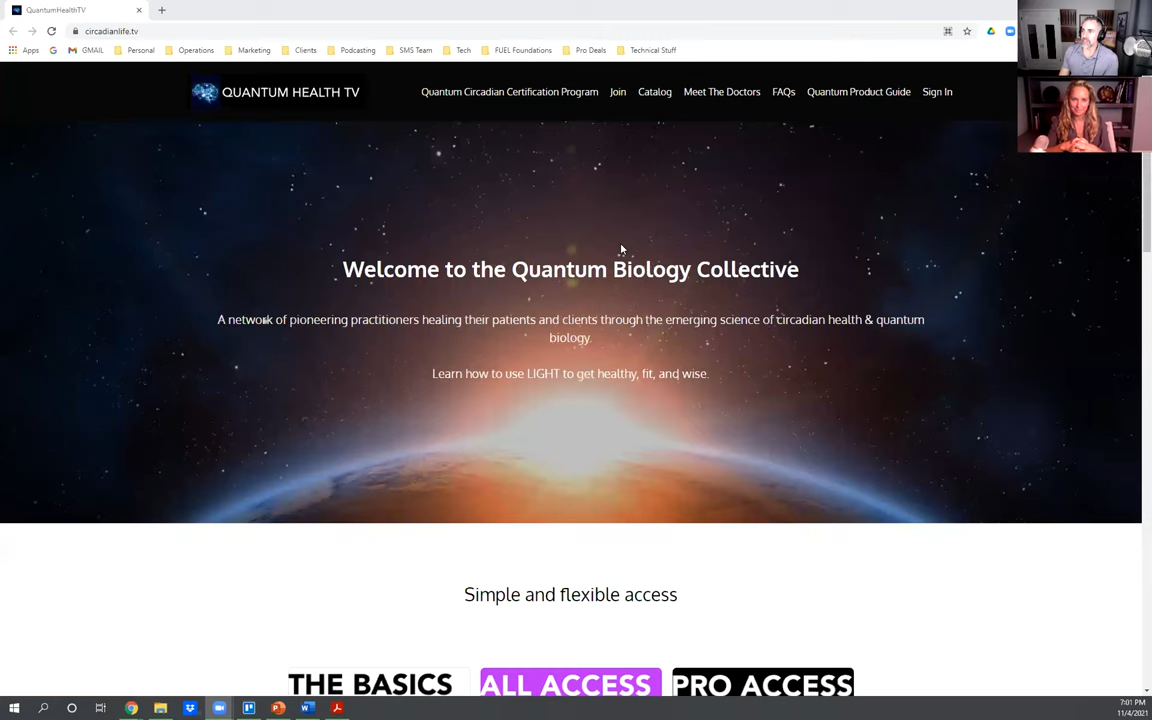 QuantumHealthTV
circadianlife.tv
Apps
GMAIL
Personal
Operations
Marketing
Clients
Podcasting
SMS Team
Tech
FUEL Foundations
Pro Deals
Technical Stuff
QUANTUM HEALTH TV
Quantum Circadian Certification Program
Join
Catalog
Meet The Doctors
FAQs
Quantum Product Guide
Sign In
Welcome to the Quantum Biology Collective
A network of pioneering practitioners healing their patients and clients through the emerging science of circadian health & quantum
biology.
Learn how to use LIGHT to get healthy, fit, and wise.
Simple and flexible access
THE BASICS
ALL ACCESS
PRO ACCESS
7:01 PM
11/4/2021